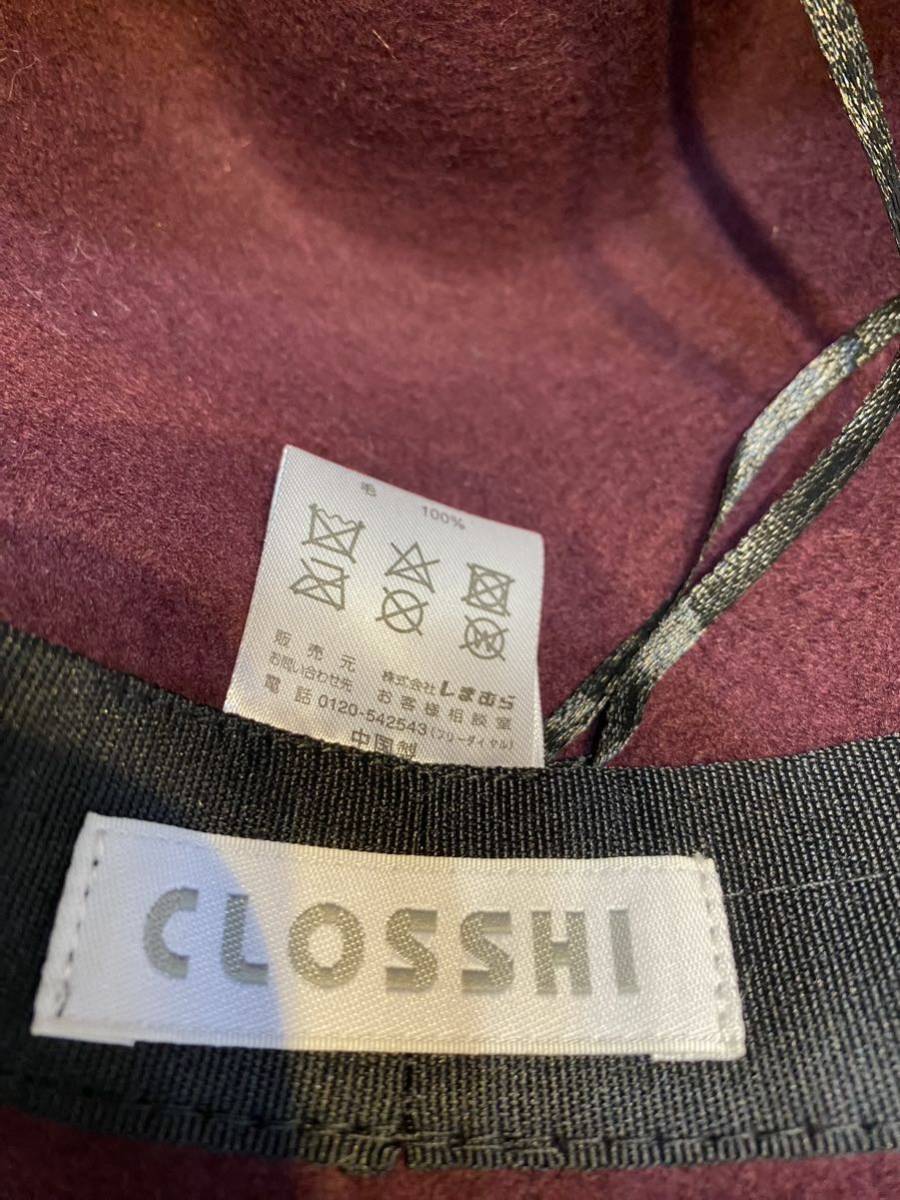 毛 100%
販売元 株式会社しまむら
お問い合わせ先 お客様相談室
電話 0120-542543(フリーダイヤル)
中国製
CLOSSHI